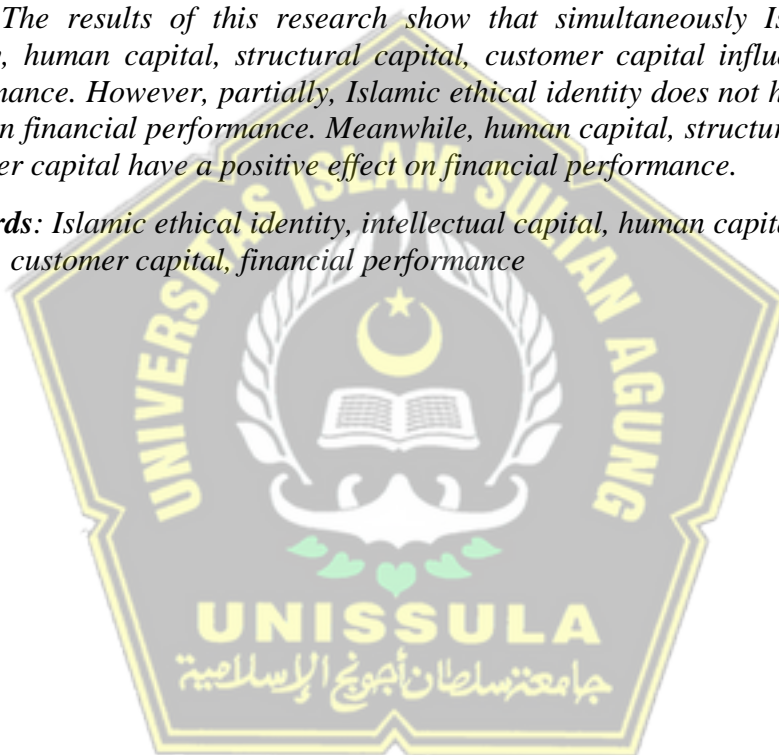 The results of this research show that simultaneously Is
, human capital, structural capital, customer capital influ
mance. However, partially, Islamic ethical identity does not h
n financial performance. Meanwhile, human capital, structur
er capital have a positive effect on financial performance.
rds: Islamic ethical identity, intellectual capital, human capita
customer capital, financial performance
UNIVERSITAS ISLAM SULTAN AGUNG
UNISSULA
جامعة سلطان أجونج الإسلامية